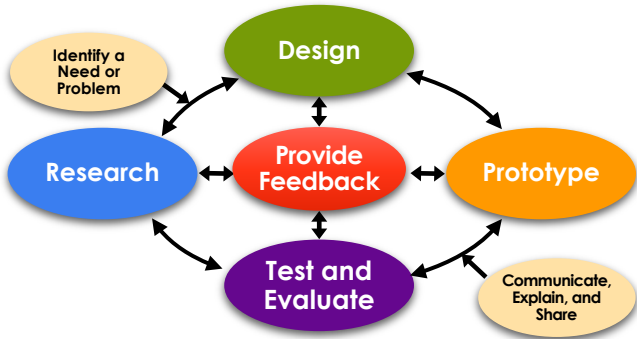 Identify a
Need or
Problem
Design
Research
Provide
Feedback
Prototype
Test and
Evaluate
Communicate,
Explain, and
Share